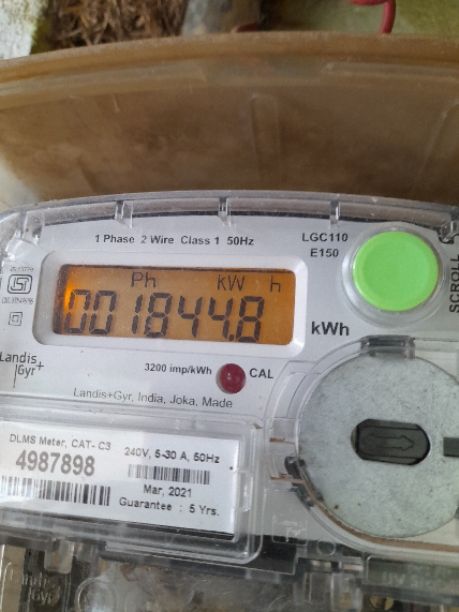 1 Phase 2 Wire Class 1 50Hz
LGC110
E150
SCROLL
Ph kW h
001844.8
kWh
Landis
Gyr+
3200 imp/kWh
CAL
Landis+Gyr, India, Joka, Made
DLMS Meter, CAT- C3
240V, 5-30 A, 50Hz
4987898
Mar, 2021
Guarantee : 5 Yrs.